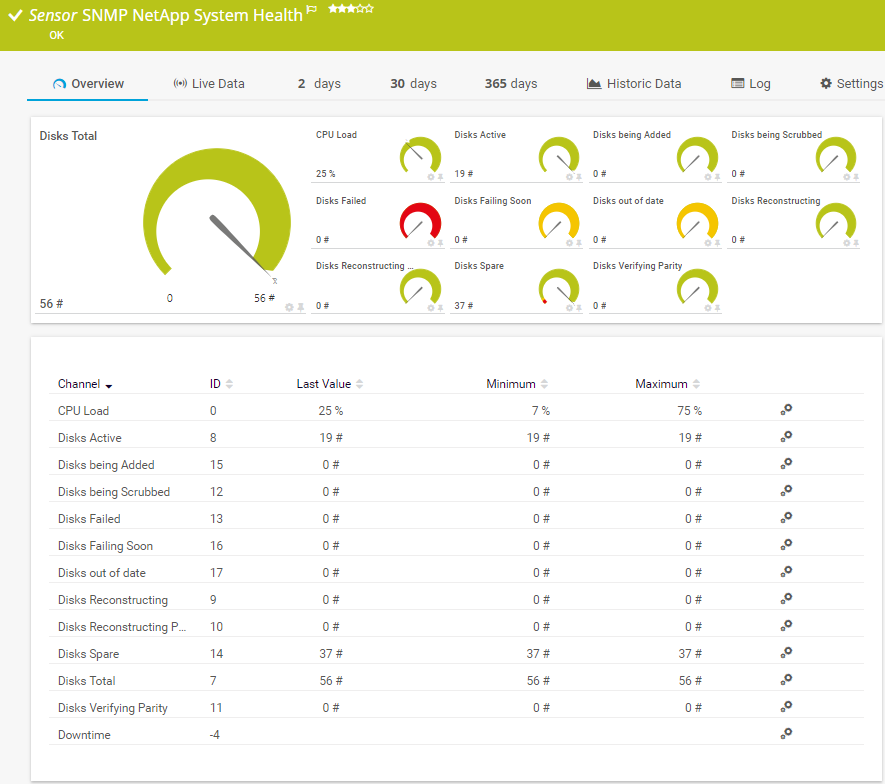 Sensor SNMP NetApp System Health
OK
Overview Live Data 2 days 30 days 365 days Historic Data Log Settings
Disks Total
0
56 #
x̄
56 #
CPU Load
25 %
Disks Active
19 #
Disks being Added
0 #
Disks being Scrubbed
0 #
Disks Failed
0 #
Disks Failing Soon
0 #
Disks out of date
0 #
Disks Reconstructing
0 #
Disks Reconstructing ...
0 #
Disks Spare
37 #
Disks Verifying Parity
0 #
Channel ID Last Value Minimum Maximum
CPU Load 0 25 % 7 % 75 %
Disks Active 8 19 # 19 # 19 #
Disks being Added 15 0 # 0 # 0 #
Disks being Scrubbed 12 0 # 0 # 0 #
Disks Failed 13 0 # 0 # 0 #
Disks Failing Soon 16 0 # 0 # 0 #
Disks out of date 17 0 # 0 # 0 #
Disks Reconstructing 9 0 # 0 # 0 #
Disks Reconstructing P... 10 0 # 0 # 0 #
Disks Spare 14 37 # 37 # 37 #
Disks Total 7 56 # 56 # 56 #
Disks Verifying Parity 11 0 # 0 # 0 #
Downtime -4